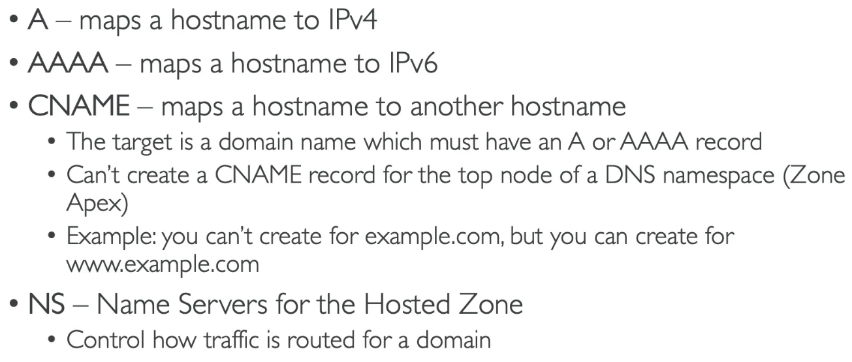 • A – maps a hostname to IPv4
• AAAA – maps a hostname to IPv6
• CNAME – maps a hostname to another hostname
• The target is a domain name which must have an A or AAAA record
• Can't create a CNAME record for the top node of a DNS namespace (Zone
Apex)
• Example: you can't create for example.com, but you can create for
www.example.com
• NS – Name Servers for the Hosted Zone
• Control how traffic is routed for a domain